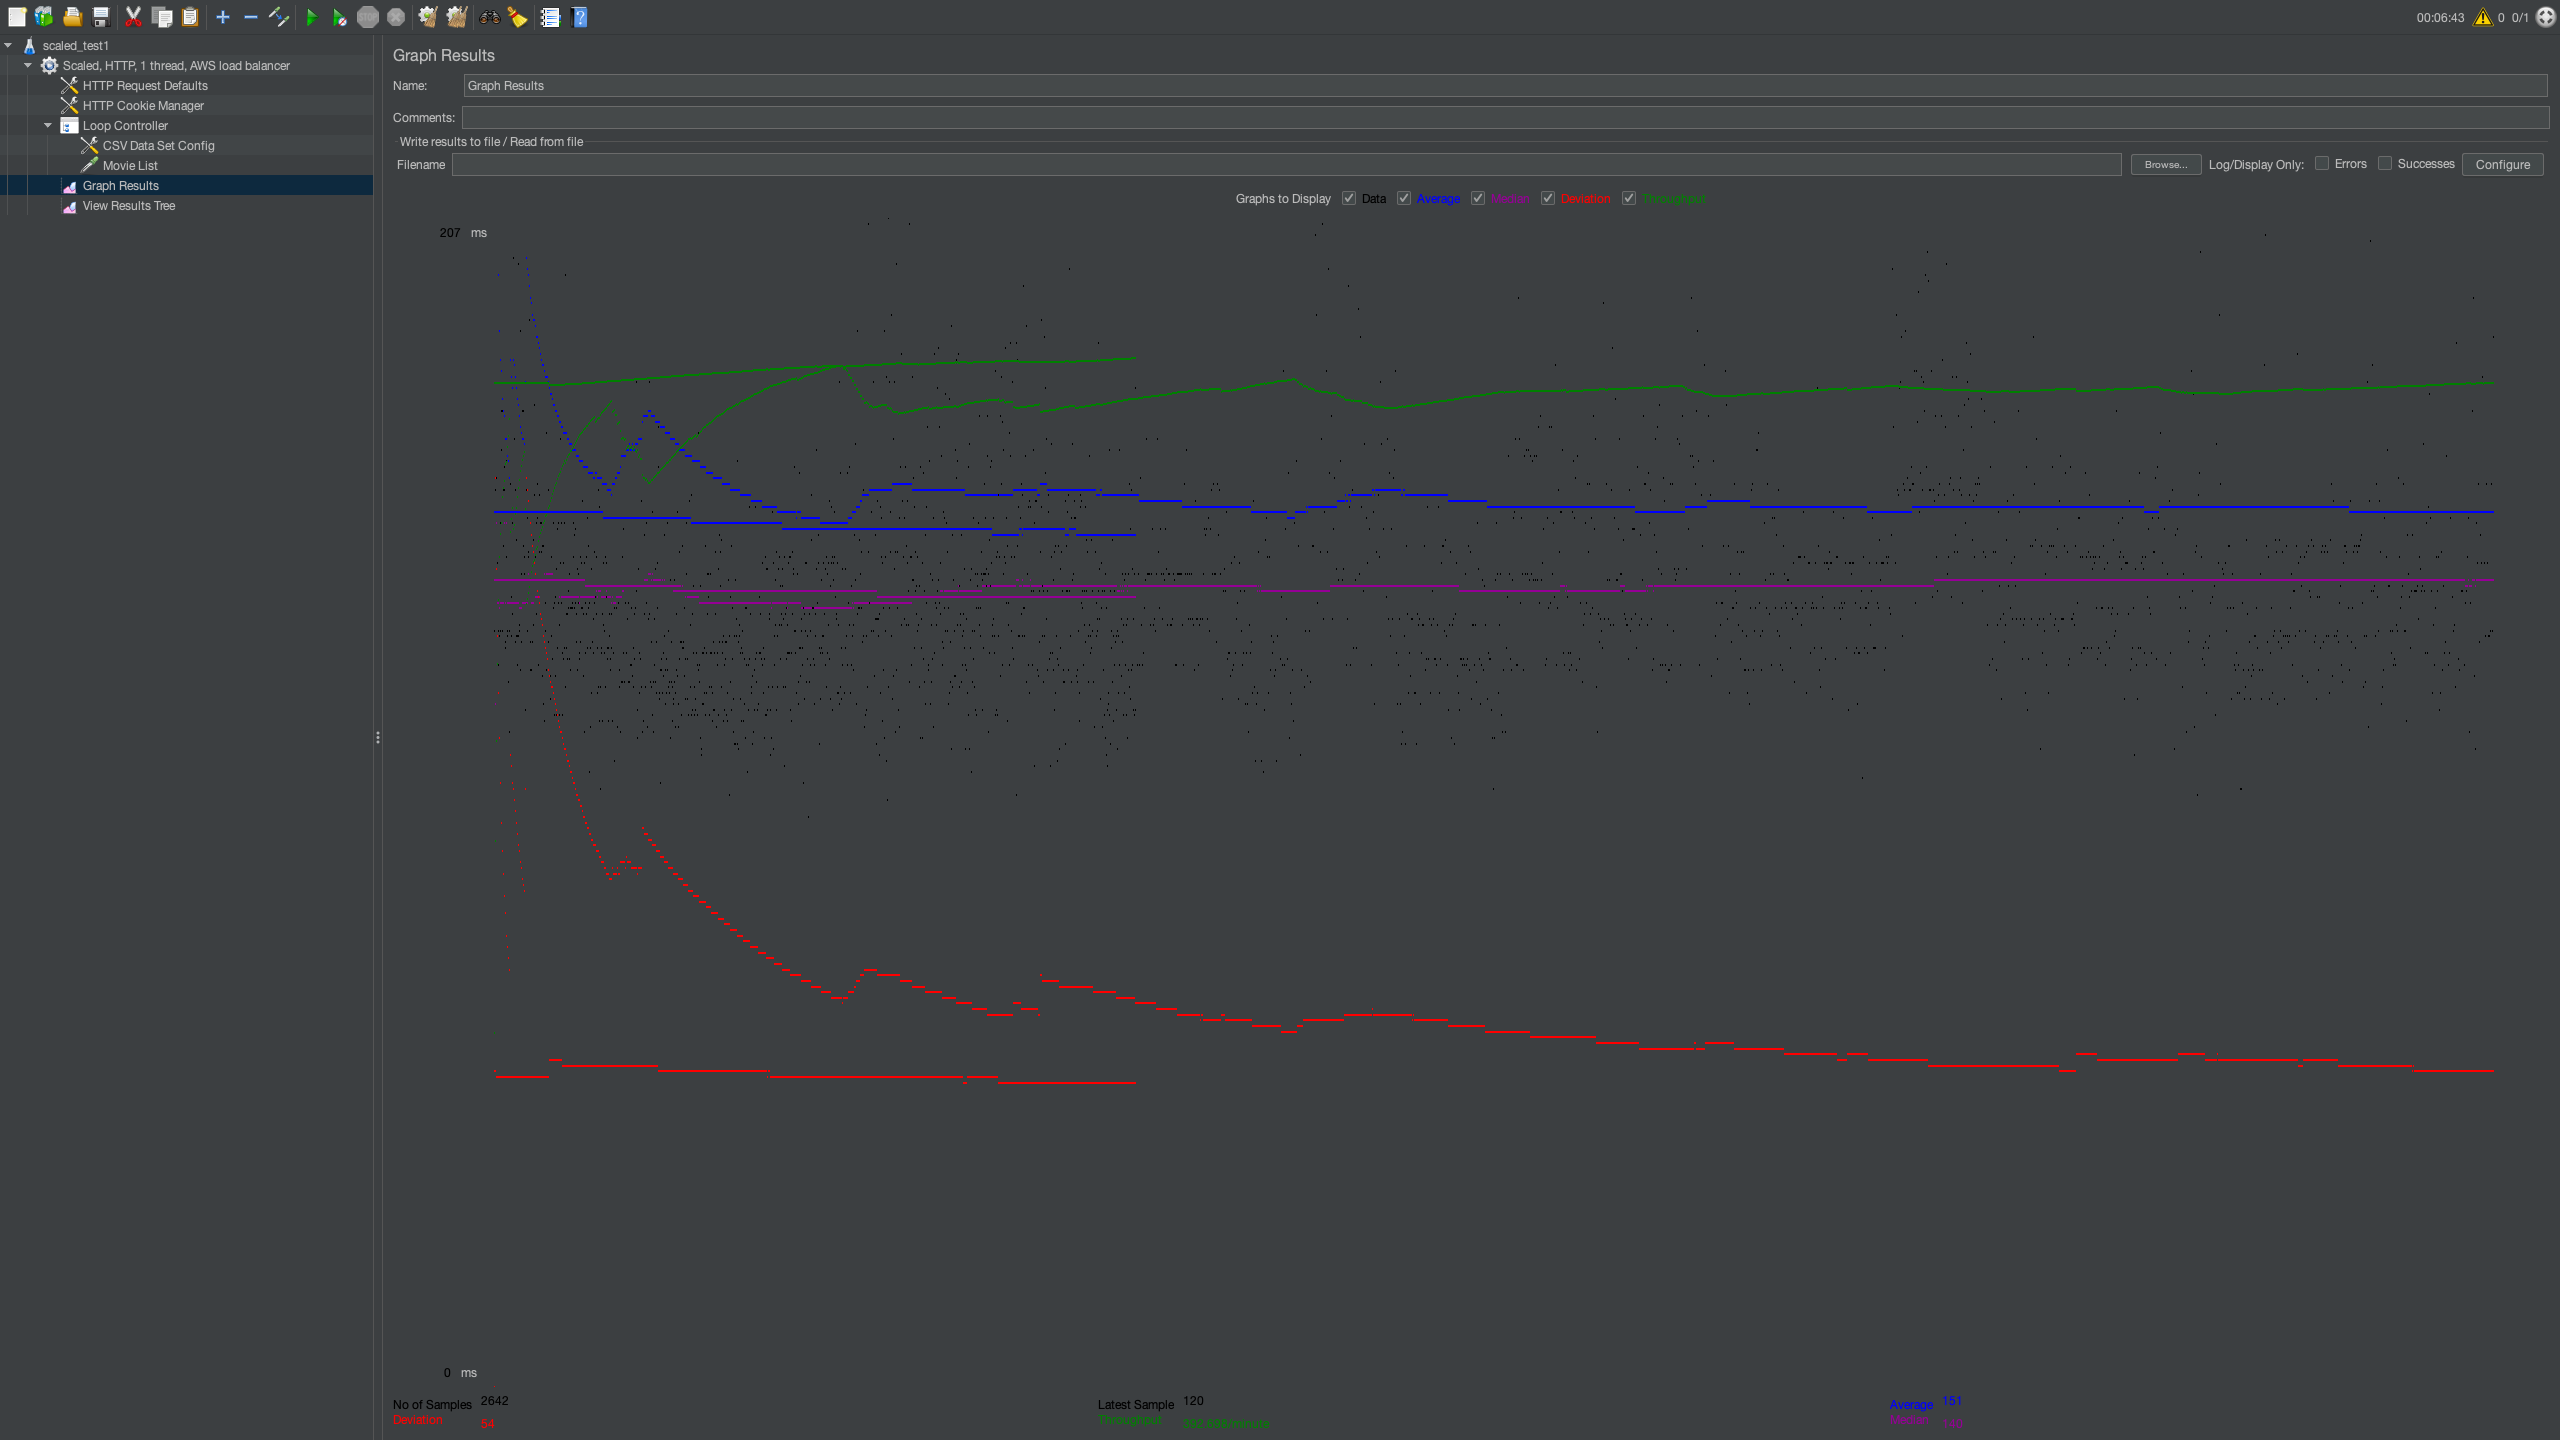 00:06:43 0 0/1
scaled_test1
Scaled, HTTP, 1 thread, AWS load balancer
HTTP Request Defaults
HTTP Cookie Manager
Loop Controller
CSV Data Set Config
Movie List
Graph Results
View Results Tree
Graph Results
Name: Graph Results
Comments:
Write results to file / Read from file
Filename Browse... Log/Display Only: Errors Successes Configure
Graphs to Display Data Average Median Deviation Throughput
207 ms
0 ms
No of Samples 2642 Latest Sample 120 Average 151
Deviation 54 Throughput 392.698/minute Median